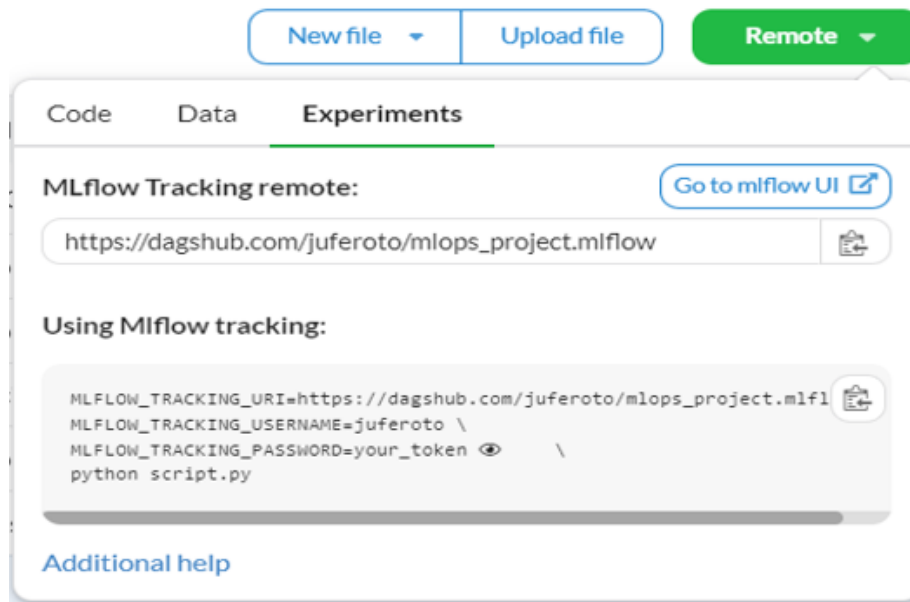 New file
Upload file
Remote
Code
Data
Experiments
MLflow Tracking remote:
Go to mlflow UI
https://dagshub.com/juferoto/mlops_project.mlflow
Using Mlflow tracking:
MLFLOW_TRACKING_URI=https://dagshub.com/juferoto/mlops_project.mlfl
MLFLOW_TRACKING_USERNAME=juferoto \
MLFLOW_TRACKING_PASSWORD=your_token \
python script.py
Additional help